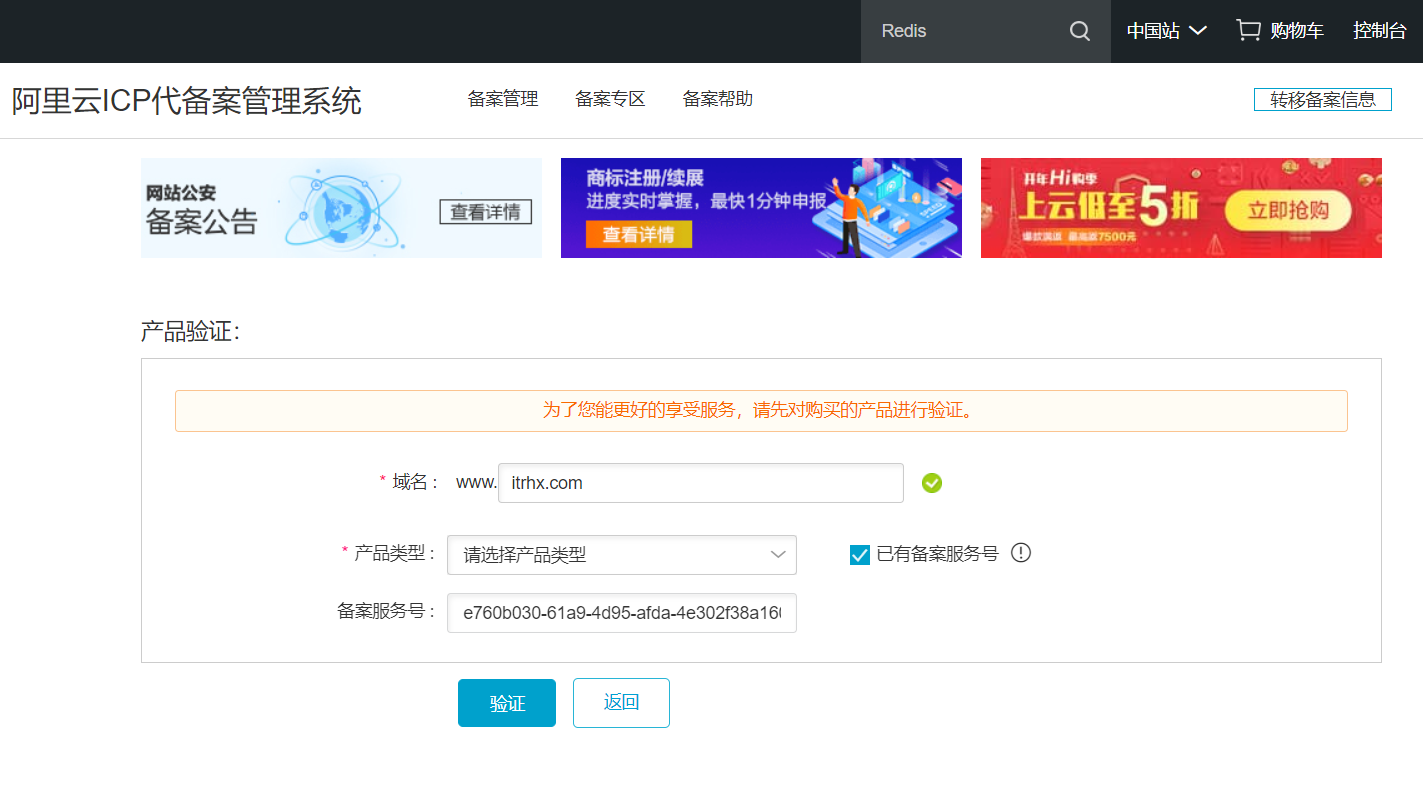 Redis
中国站
购物车
控制台
阿里云ICP代备案管理系统
备案管理
备案专区
备案帮助
转移备案信息
网站公安
备案公告
查看详情
商标注册/续展
进度实时掌握，最快1分钟申报
查看详情
开年Hi购季
上云低至5折
爆款满返 最高返7500元
立即抢购
产品验证：
为了您能更好的享受服务，请先对购买的产品进行验证。
* 域名： www. itrhx.com
* 产品类型： 请选择产品类型
已有备案服务号
备案服务号： e760b030-61a9-4d95-afda-4e302f38a16
验证
返回